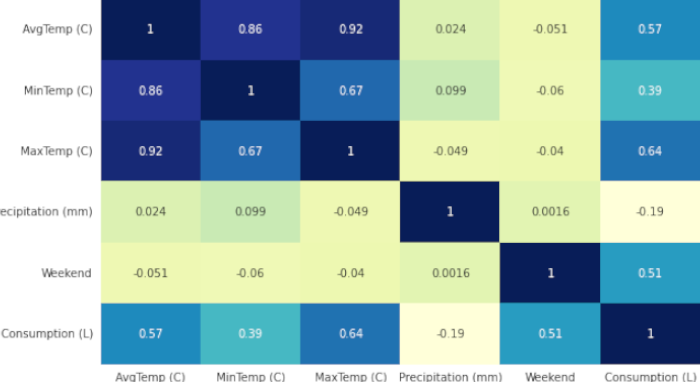 AvgTemp (C) 1 0.86 0.92 0.024 -0.051 0.57
MinTemp (C) 0.86 1 0.67 0.099 -0.06 0.39
MaxTemp (C) 0.92 0.67 1 -0.049 -0.04 0.64
ecipitation (mm) 0.024 0.099 -0.049 1 0.0016 -0.19
Weekend -0.051 -0.06 -0.04 0.0016 1 0.51
Consumption (L) 0.57 0.39 0.64 -0.19 0.51 1
AvgTemp (C) MinTemp (C) MaxTemp (C) Precipitation (mm) Weekend Consumption (L)